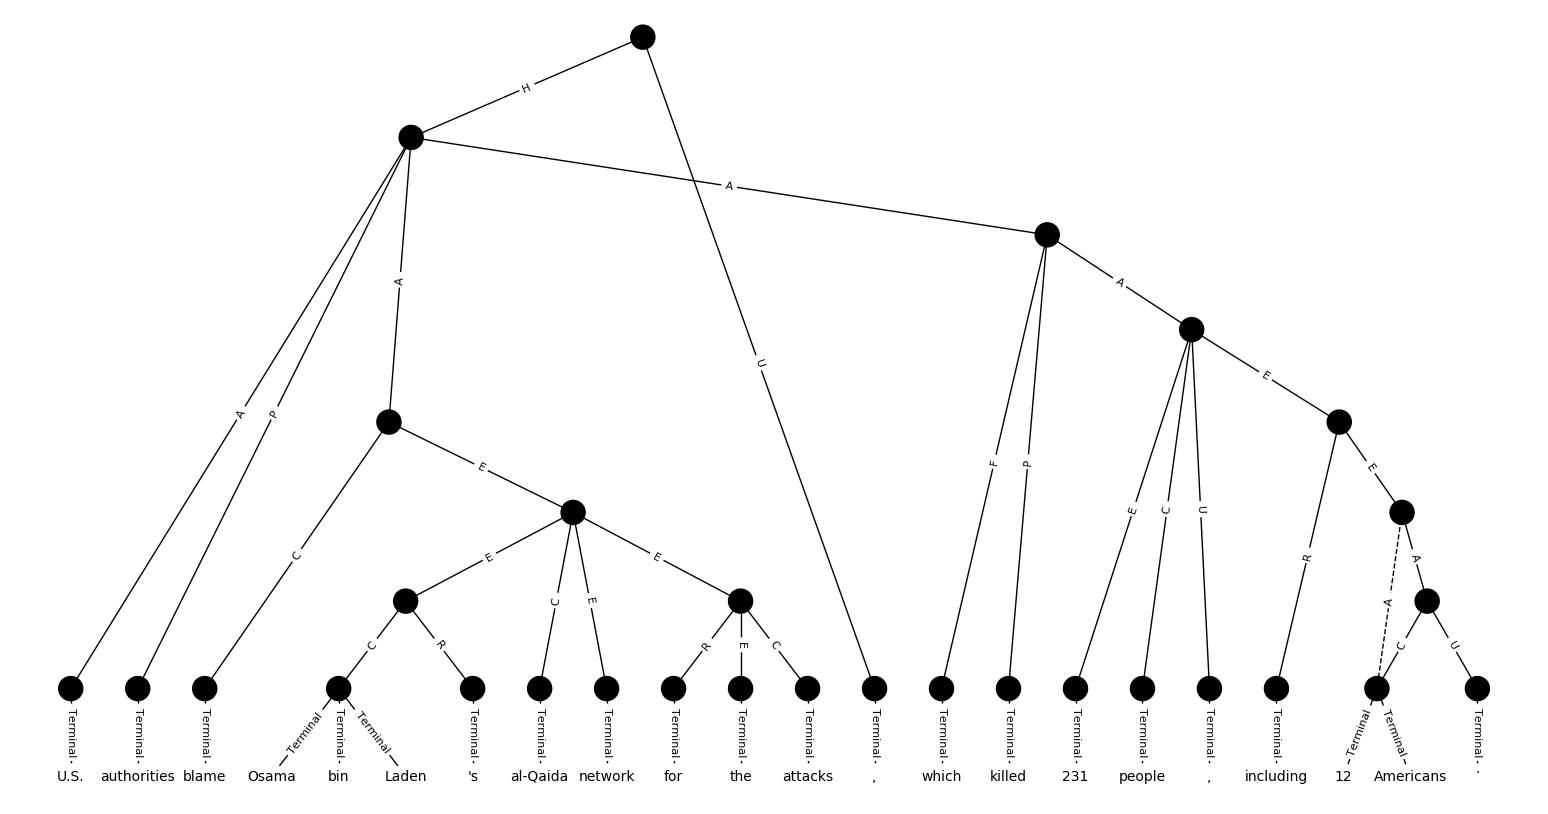 H
A
A
U
A
A
P
E
F
P
E
E
C
U
E
C
E
E
C
E
R
A
A
C
R
R
E
C
C
U
Terminal Terminal Terminal Terminal Terminal Terminal Terminal Terminal Terminal Terminal Terminal Terminal Terminal Terminal Terminal Terminal Terminal Terminal Terminal Terminal Terminal Terminal
U.S. authorities blame Osama bin Laden 's al-Qaida network for the attacks , which killed 231 people , including 12 Americans .